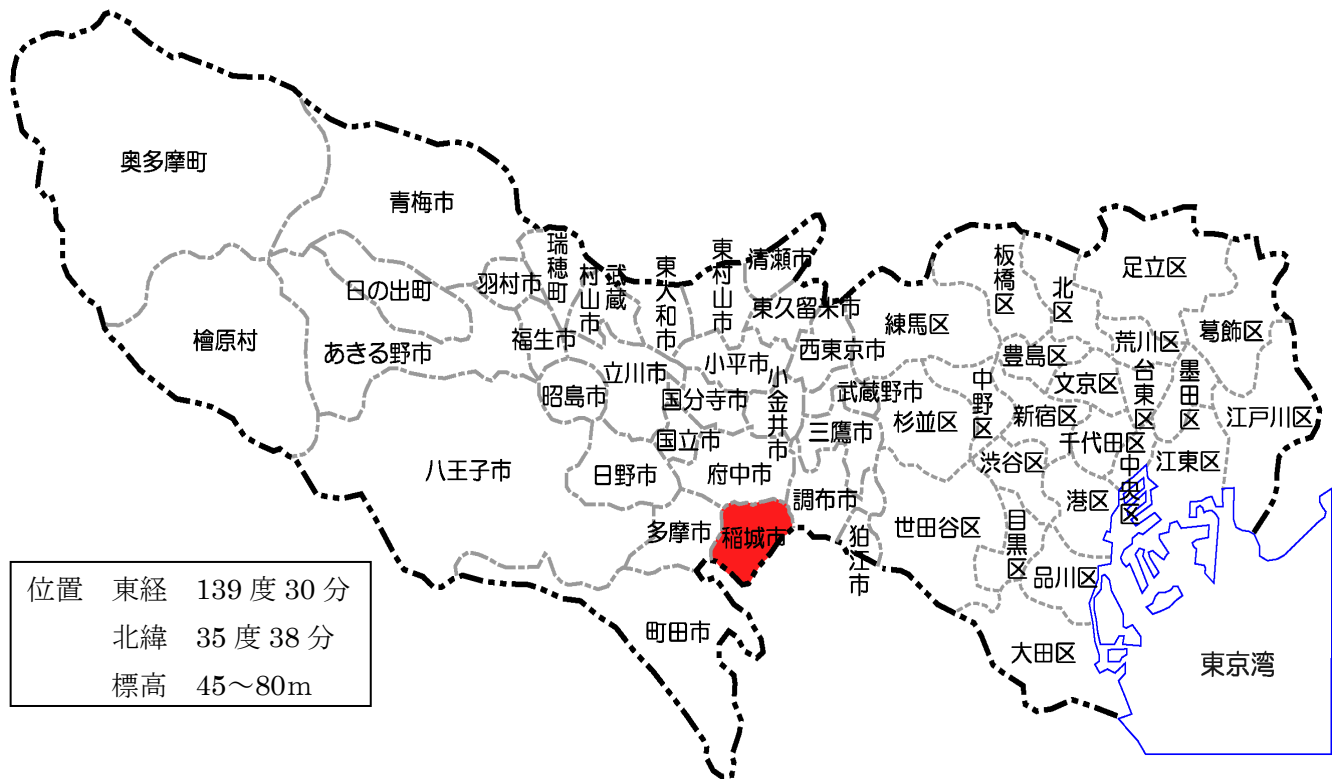 奥多摩町
青梅市
瑞穂町
武蔵
村山市
東大和市
東村山市
清瀬市
板橋区
北区
足立区
日の出町
羽村市
東久留米市
練馬区
葛飾区
檜原村
あきる野市
福生市
小平市
西東京市
豊島区
荒川区
立川市
昭島市
国分寺市
小金井市
武蔵野市
中野区
文京区
台東区
墨田区
三鷹市
杉並区
新宿区
江戸川区
国立市
千代田区
八王子市
日野市
府中市
渋谷区
中央区
江東区
調布市
港区
多摩市
稲城市
狛江市
世田谷区
目黒区
品川区
町田市
大田区
東京湾
位置 東経 139度30分
北緯 35度38分
標高 45～80m